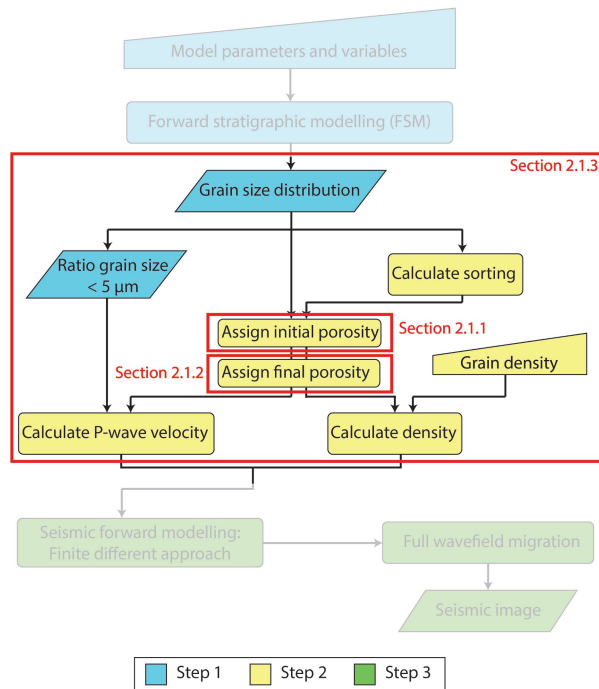 Model parameters and variables
Forward stratigraphic modelling (FSM)
Section 2.1.3
Grain size distribution
Ratio grain size
< 5 μm
Calculate sorting
Assign initial porosity
Section 2.1.1
Section 2.1.2
Assign final porosity
Grain density
Calculate P-wave velocity
Calculate density
Seismic forward modelling:
Finite different approach
Full wavefield migration
Seismic image
Step 1
Step 2
Step 3